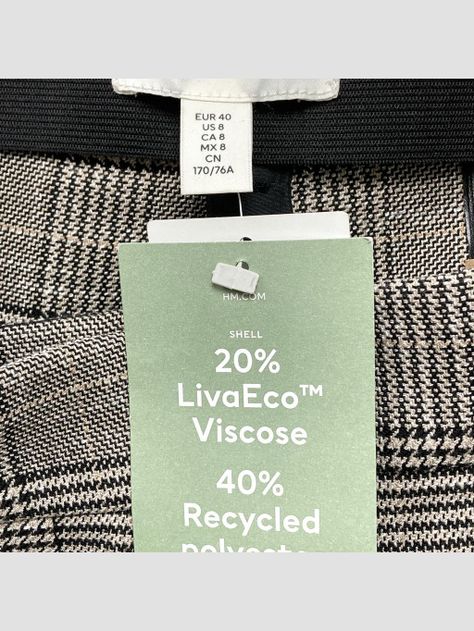 EUR 40
US 8
CA 8
MX 8
CN
170/76A
HM.COM
SHELL
20%
LivaEco™
Viscose
40%
Recycled